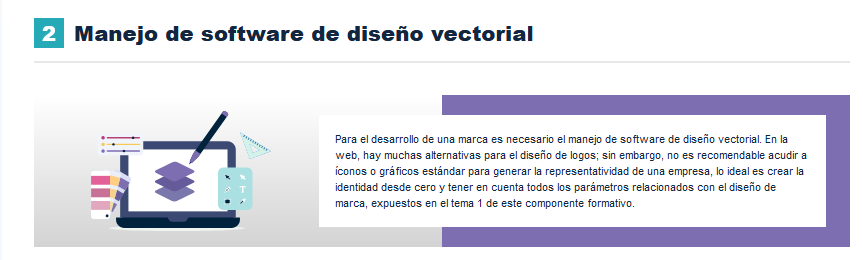 2 Manejo de software de diseño vectorial
Para el desarrollo de una marca es necesario el manejo de software de diseño vectorial. En la
web, hay muchas alternativas para el diseño de logos; sin embargo, no es recomendable acudir a
íconos o gráficos estándar para generar la representatividad de una empresa, lo ideal es crear la
identidad desde cero y tener en cuenta todos los parámetros relacionados con el diseño de
marca, expuestos en el tema 1 de este componente formativo.
T